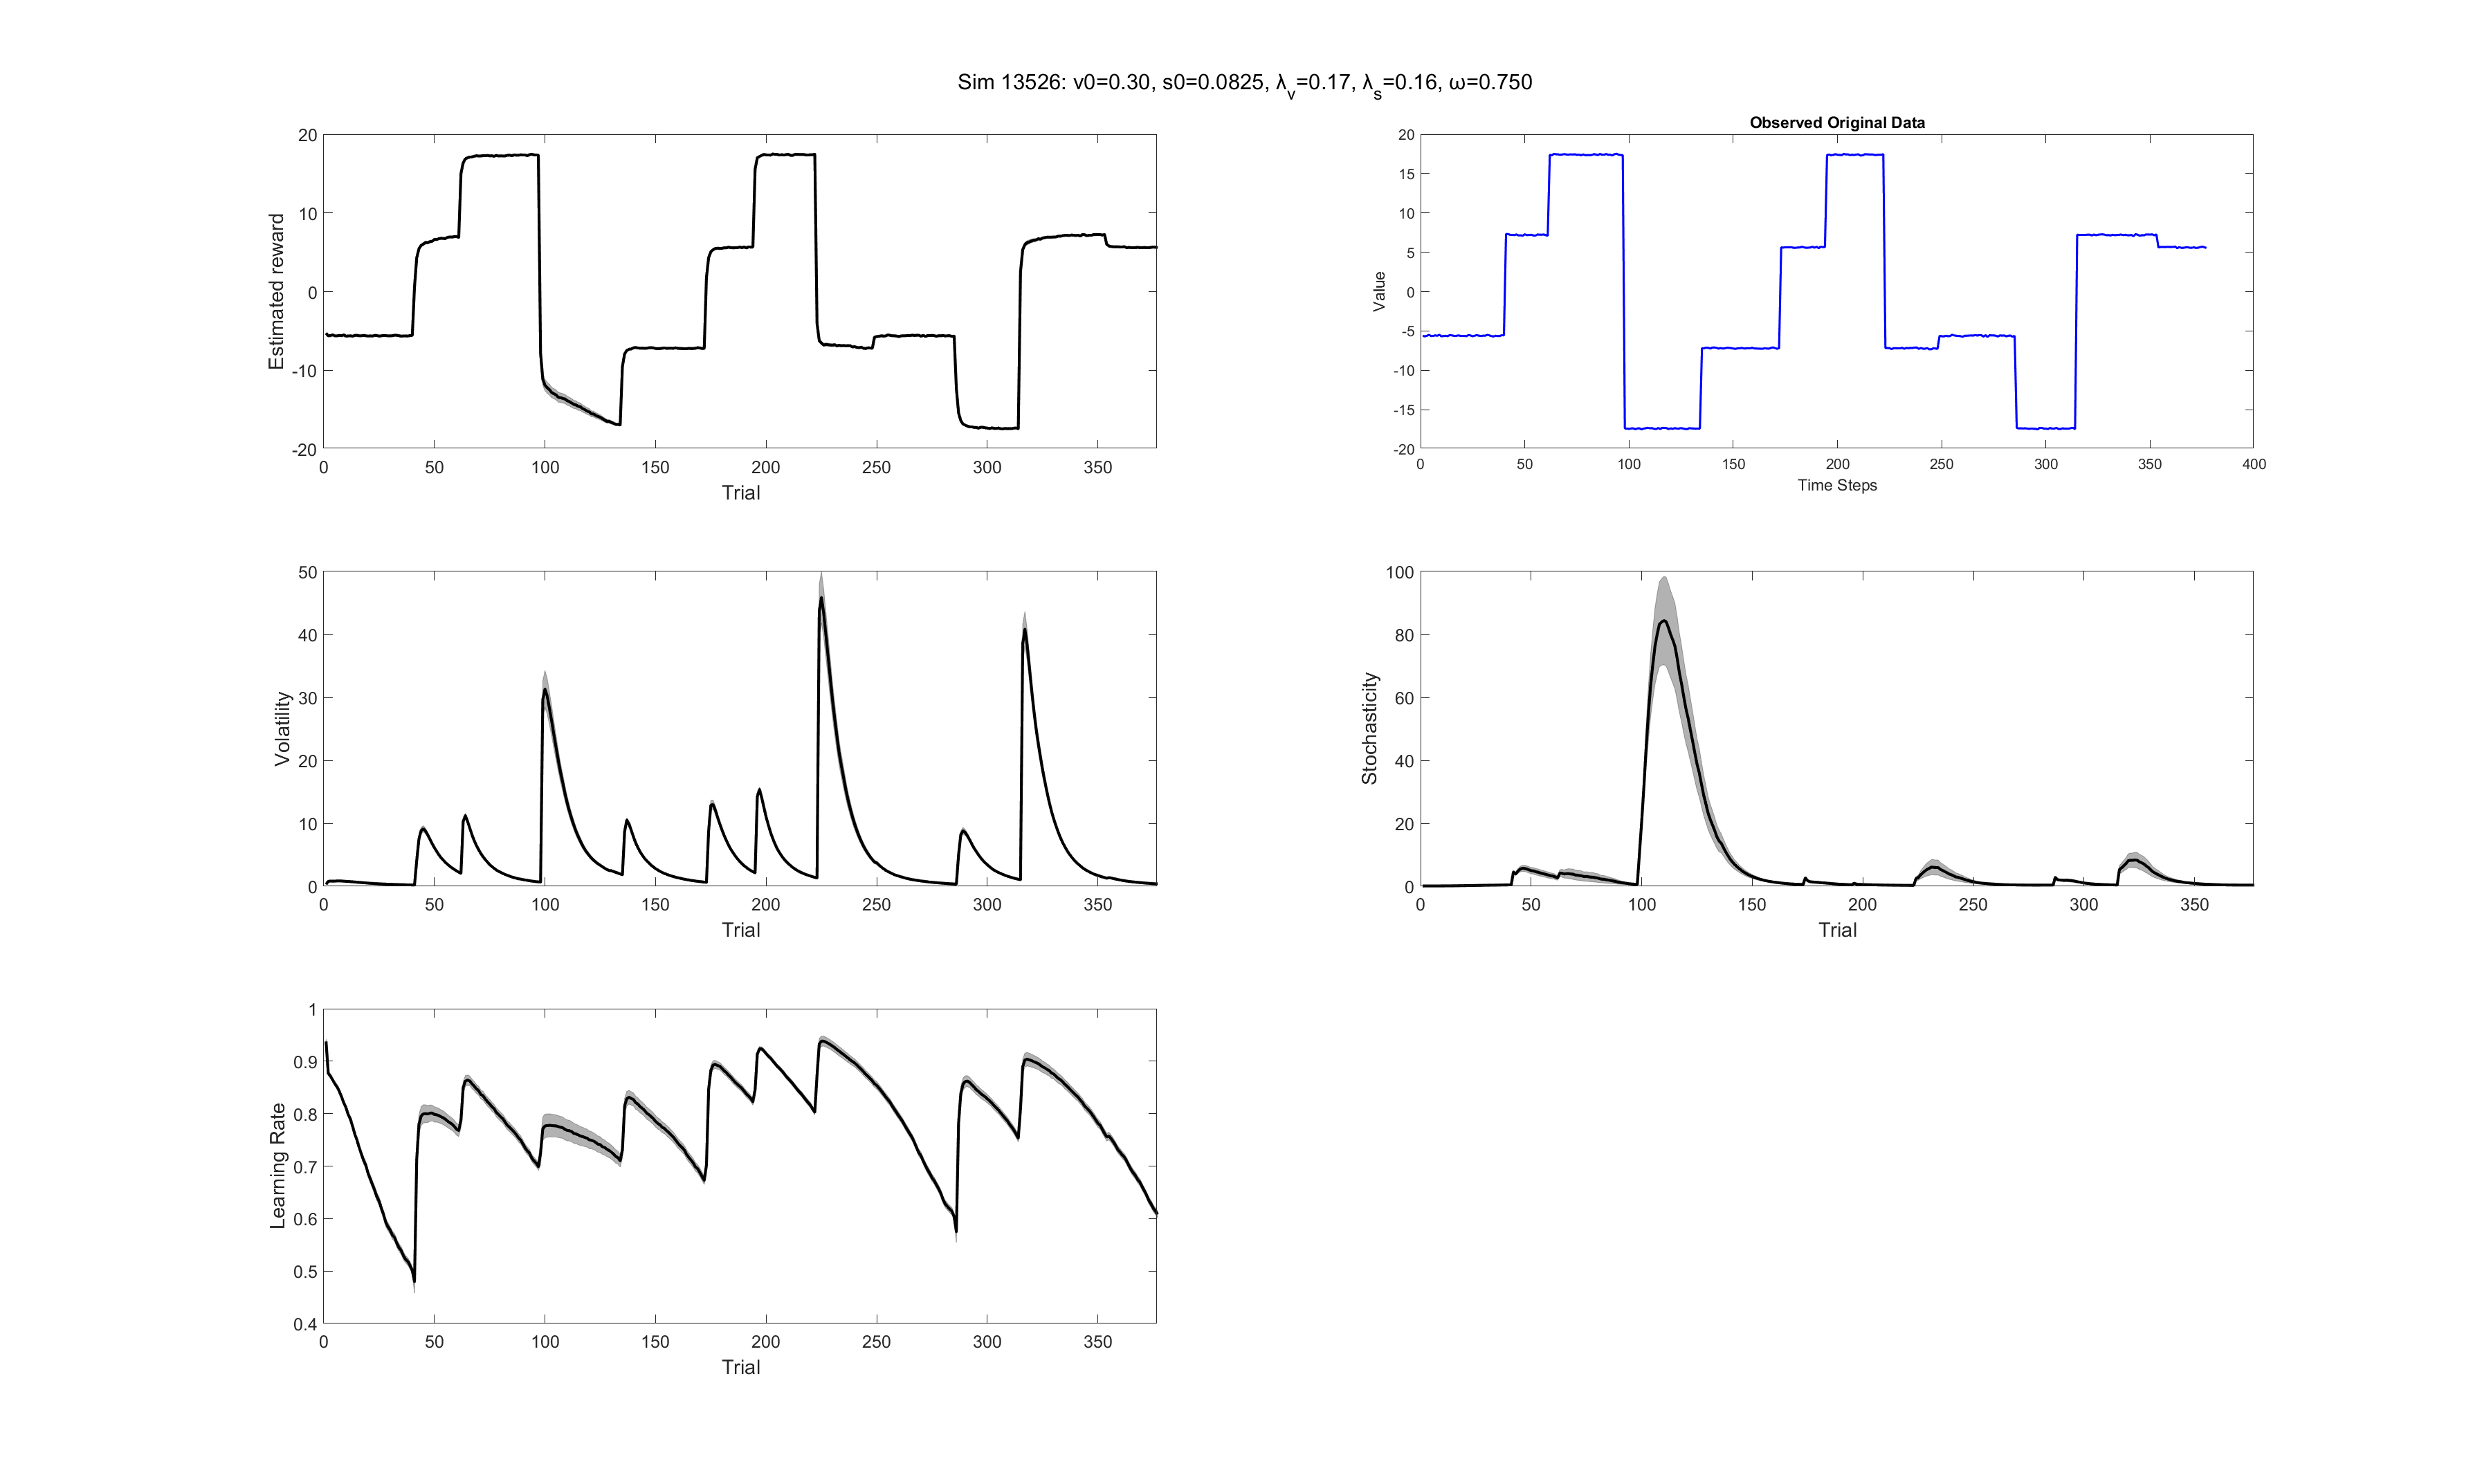 Sim 13526: v0=0.30, s0=0.0825, λv=0.17, λs=0.16, ω=0.750
20
10
0
-10
-20
Estimated reward
0 50 100 150 200 250 300 350
Trial
Observed Original Data
20
15
10
5
0
-5
-10
-15
-20
Value
0 50 100 150 200 250 300 350 400
Time Steps
50
40
30
20
10
0
Volatility
0 50 100 150 200 250 300 350
Trial
100
80
60
40
20
0
Stochasticity
0 50 100 150 200 250 300 350
Trial
1
0.9
0.8
0.7
0.6
0.5
0.4
Learning Rate
0 50 100 150 200 250 300 350
Trial